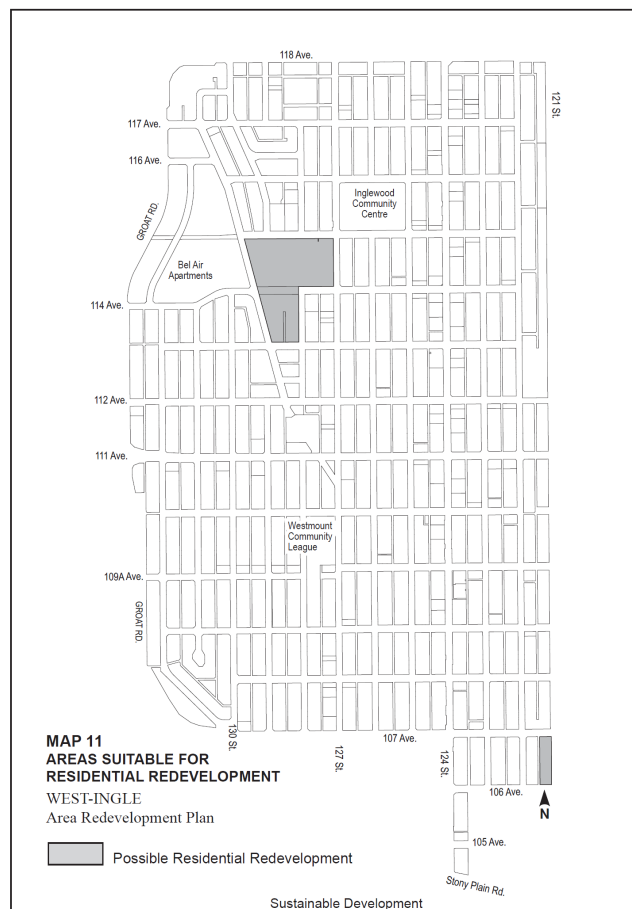 118 Ave.
121 St.
117 Ave.
116 Ave.
Inglewood
Community
Centre
GROAT RD.
Bel Air
Apartments
114 Ave.
112 Ave.
111 Ave.
Westmount
Community
League
109A Ave.
GROAT RD.
130 St.
127 St.
107 Ave.
124 St.
MAP 11
AREAS SUITABLE FOR
RESIDENTIAL REDEVELOPMENT
WEST-INGLE
Area Redevelopment Plan
106 Ave.
N
Possible Residential Redevelopment
105 Ave.
Stony Plain Rd.
Sustainable Development